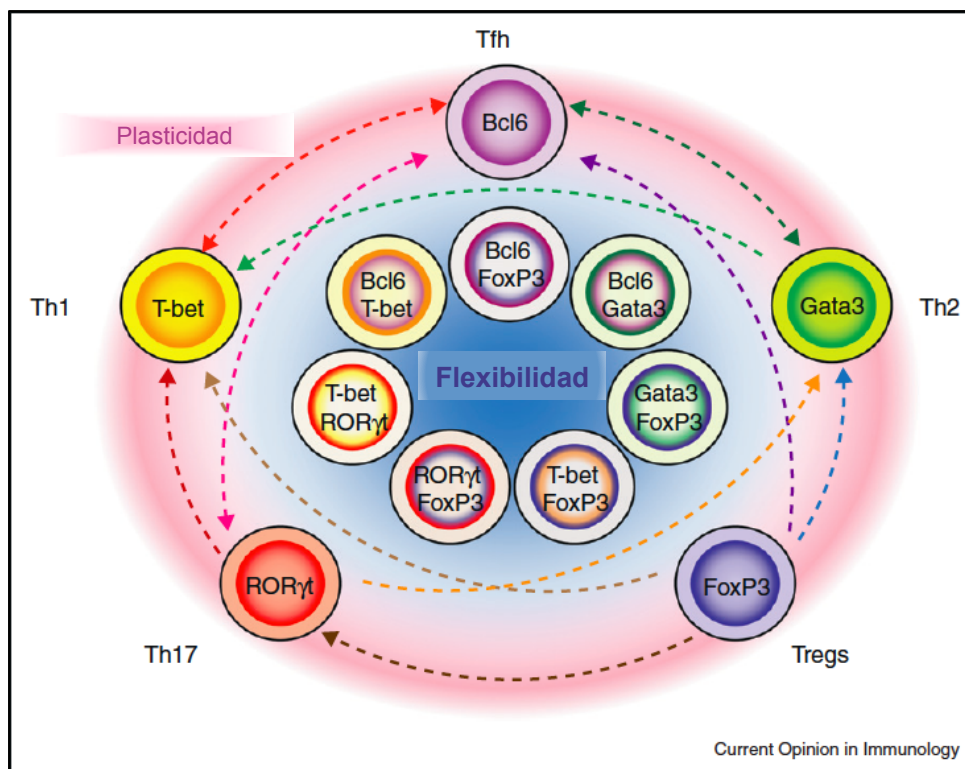 Tfh
Bcl6
Plasticidad
Bcl6
FoxP3
Bcl6
T-bet
Bcl6
Gata3
Th1
T-bet
Gata3
Th2
Flexibilidad
T-bet
RORγt
Gata3
FoxP3
RORγt
FoxP3
T-bet
FoxP3
RORγt
FoxP3
Th17
Tregs
Current Opinion in Immunology